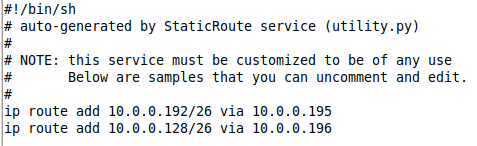 #!/bin/sh
# auto-generated by StaticRoute service (utility.py)
#
# NOTE: this service must be customized to be of any use
#       Below are samples that you can uncomment and edit.
#
ip route add 10.0.0.192/26 via 10.0.0.195
ip route add 10.0.0.128/26 via 10.0.0.196